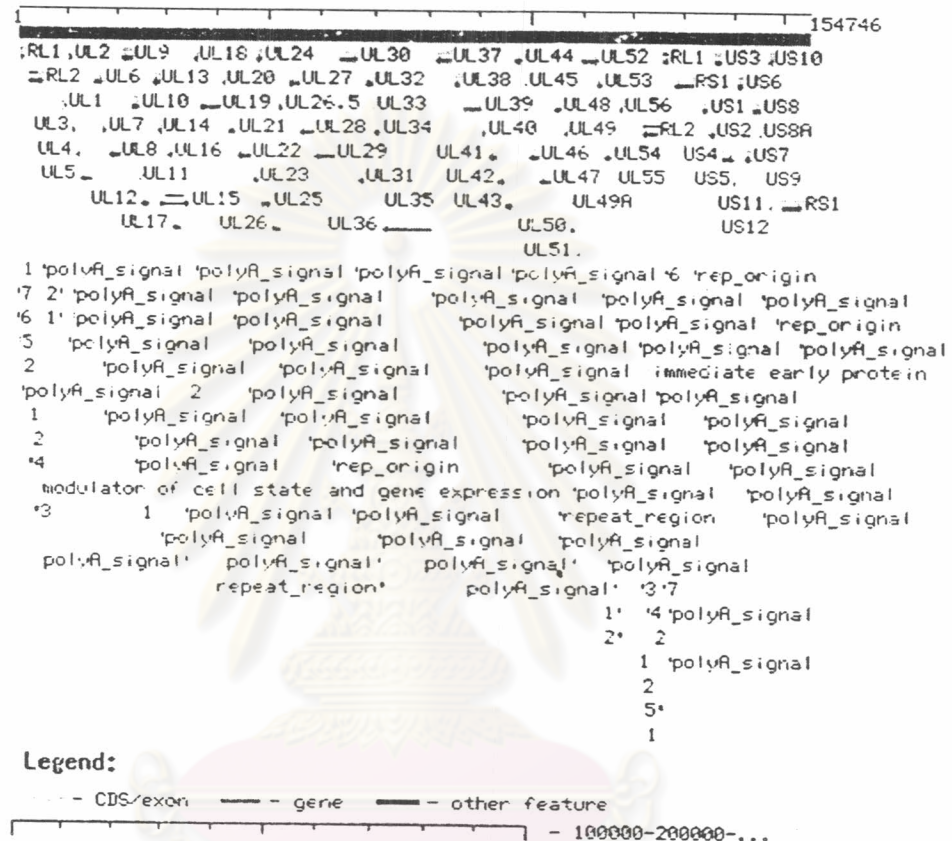 1 154746
RL1 UL2 UL9 UL18 UL24 UL30 UL37 UL44 UL52 RL1 US3 US10
RL2 UL6 UL13 UL20 UL27 UL32 UL38 UL45 UL53 RS1 US6
UL1 UL10 UL19 UL26.5 UL33 UL39 UL48 UL56 US1 US8
UL3, UL7 UL14 UL21 UL28 UL34 UL40 UL49 RL2 US2 US8A
UL4, UL8 UL16 UL22 UL29 UL41 UL46 UL54 US4 US7
UL5 UL11 UL23 UL31 UL42 UL47 UL55 US5, US9
UL12 UL15 UL25 UL35 UL43 UL49A US11 RS1
UL17 UL26 UL36 UL50 US12
UL51
1 'polyA_signal 'polyA_signal 'polyA_signal 'polyA_signal '6 'rep_origin
'7 2' 'polyA_signal 'polyA_signal 'polyA_signal 'polyA_signal 'polyA_signal
'6 1' 'polyA_signal 'polyA_signal 'polyA_signal 'polyA_signal 'rep_origin
'5 'polyA_signal 'polyA_signal 'polyA_signal 'polyA_signal 'polyA_signal
2 'polyA_signal 'polyA_signal 'polyA_signal immediate early protein
'polyA_signal 2 'polyA_signal 'polyA_signal 'polyA_signal
1 'polyA_signal 'polyA_signal 'polyA_signal 'polyA_signal
2 'polyA_signal 'polyA_signal 'polyA_signal 'polyA_signal
'4 'polyA_signal 'rep_origin 'polyA_signal 'polyA_signal
modulator of cell state and gene expression 'polyA_signal 'polyA_signal
'3 1 'polyA_signal 'polyA_signal 'repeat_region 'polyA_signal
'polyA_signal 'polyA_signal 'polyA_signal
polyA_signal' polyA_signal' polyA_signal' 'polyA_signal
repeat_region' polyA_signal' '3 '7
1' '4 'polyA_signal
2' 2
1 'polyA_signal
2
5'
1
Legend:
- CDS/exon - gene - other feature
- 100000-200000-...